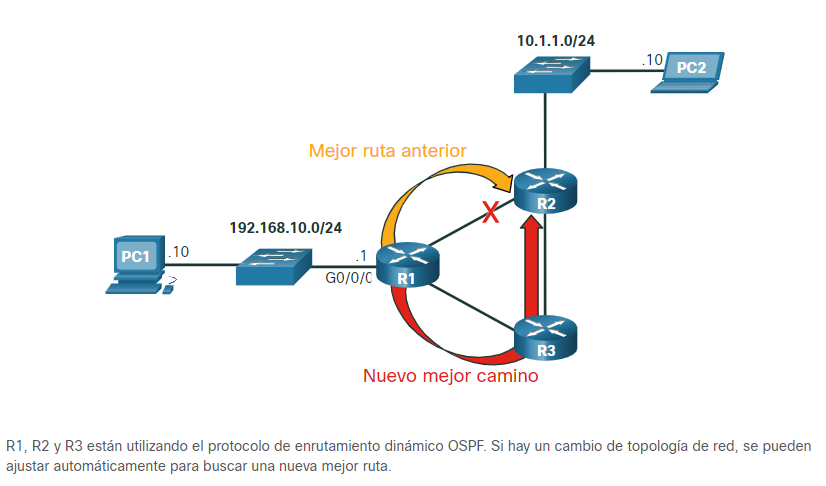 10.1.1.0/24
.10
PC2
Mejor ruta anterior
R2
X
192.168.10.0/24
PC1
.10
.1
G0/0/0
R1
R3
Nuevo mejor camino
R1, R2 y R3 están utilizando el protocolo de enrutamiento dinámico OSPF. Si hay un cambio de topología de red, se pueden
ajustar automáticamente para buscar una nueva mejor ruta.